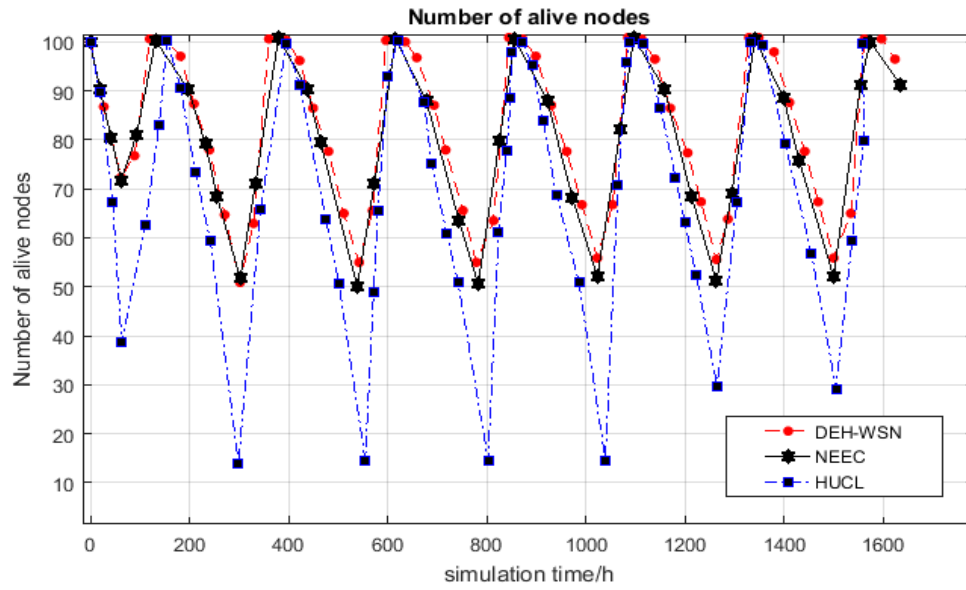 Number of alive nodes
Number of alive nodes
100
90
80
70
60
50
40
30
20
10
DEH-WSN
NEEC
HUCL
0 200 400 600 800 1000 1200 1400 1600
simulation time/h